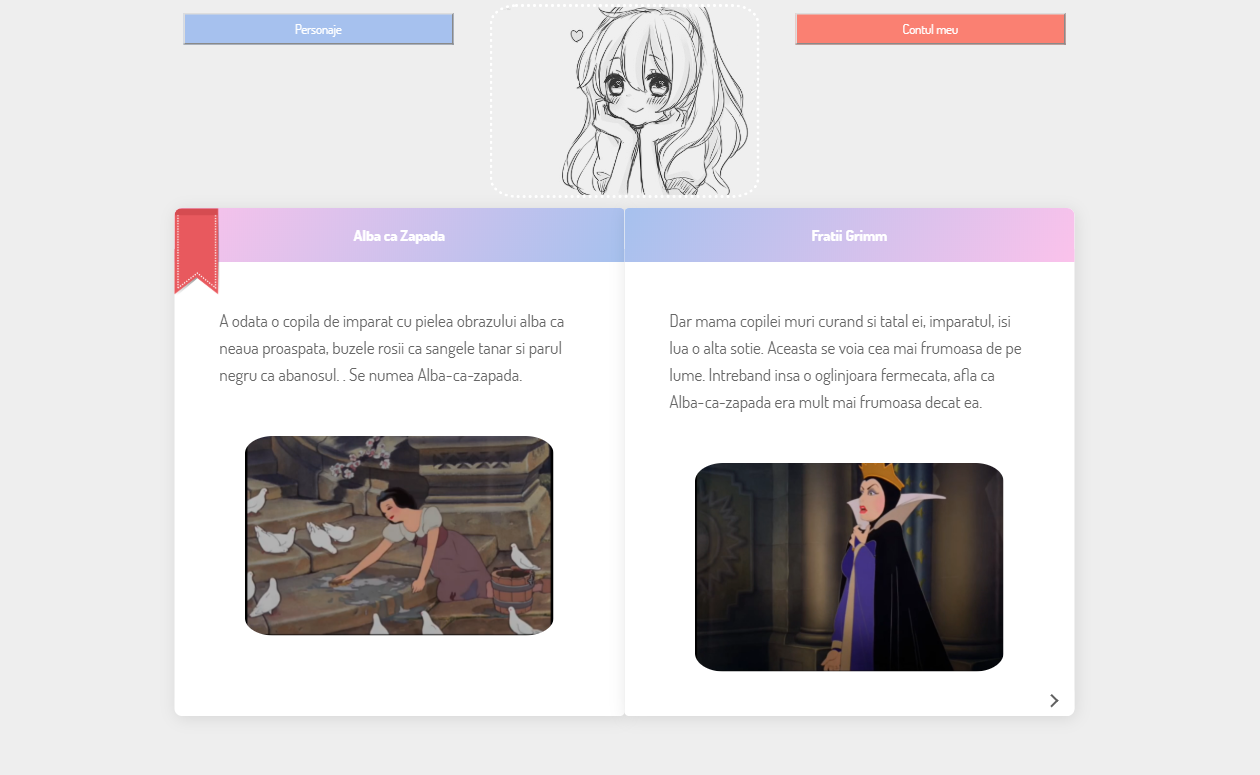 Personaje
Contul meu
Alba ca Zapada
A odata o copila de imparat cu pielea obrazului alba ca
neaua proaspata, buzele rosii ca sangele tanar si parul
negru ca abanosul. . Se numea Alba-ca-zapada.
Fratii Grimm
Dar mama copilei muri curand si tatal ei, imparatul, isi
lua o alta sotie. Aceasta se voia cea mai frumoasa de pe
lume. Intreband insa o oglinjoara fermecata, afla ca
Alba-ca-zapada era mult mai frumoasa decat ea.